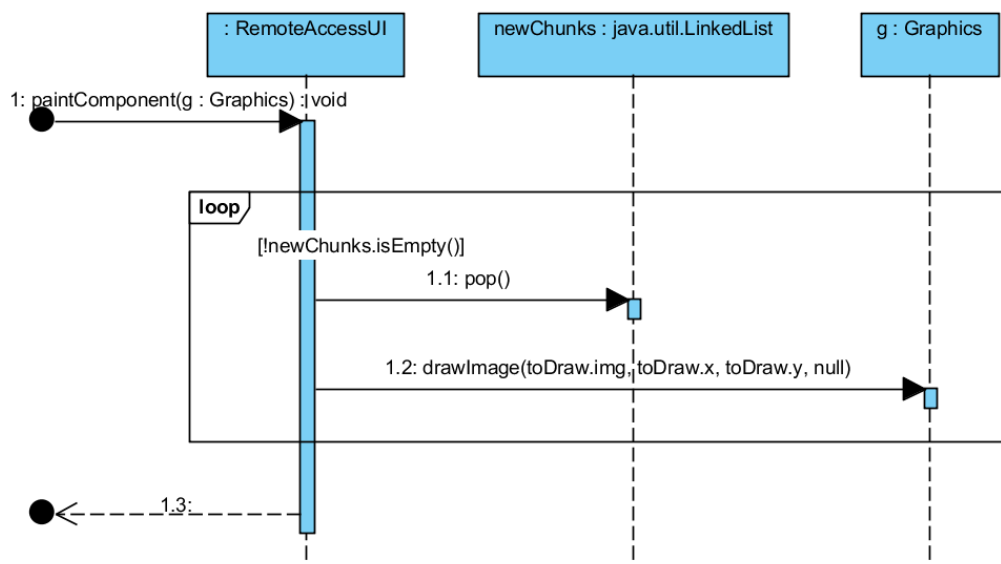 : RemoteAccessUI
newChunks : java.util.LinkedList
g : Graphics
1: paintComponent(g : Graphics) : void
loop
[!newChunks.isEmpty()]
1.1: pop()
1.2: drawImage(toDraw.img, toDraw.x, toDraw.y, null)
1.3: